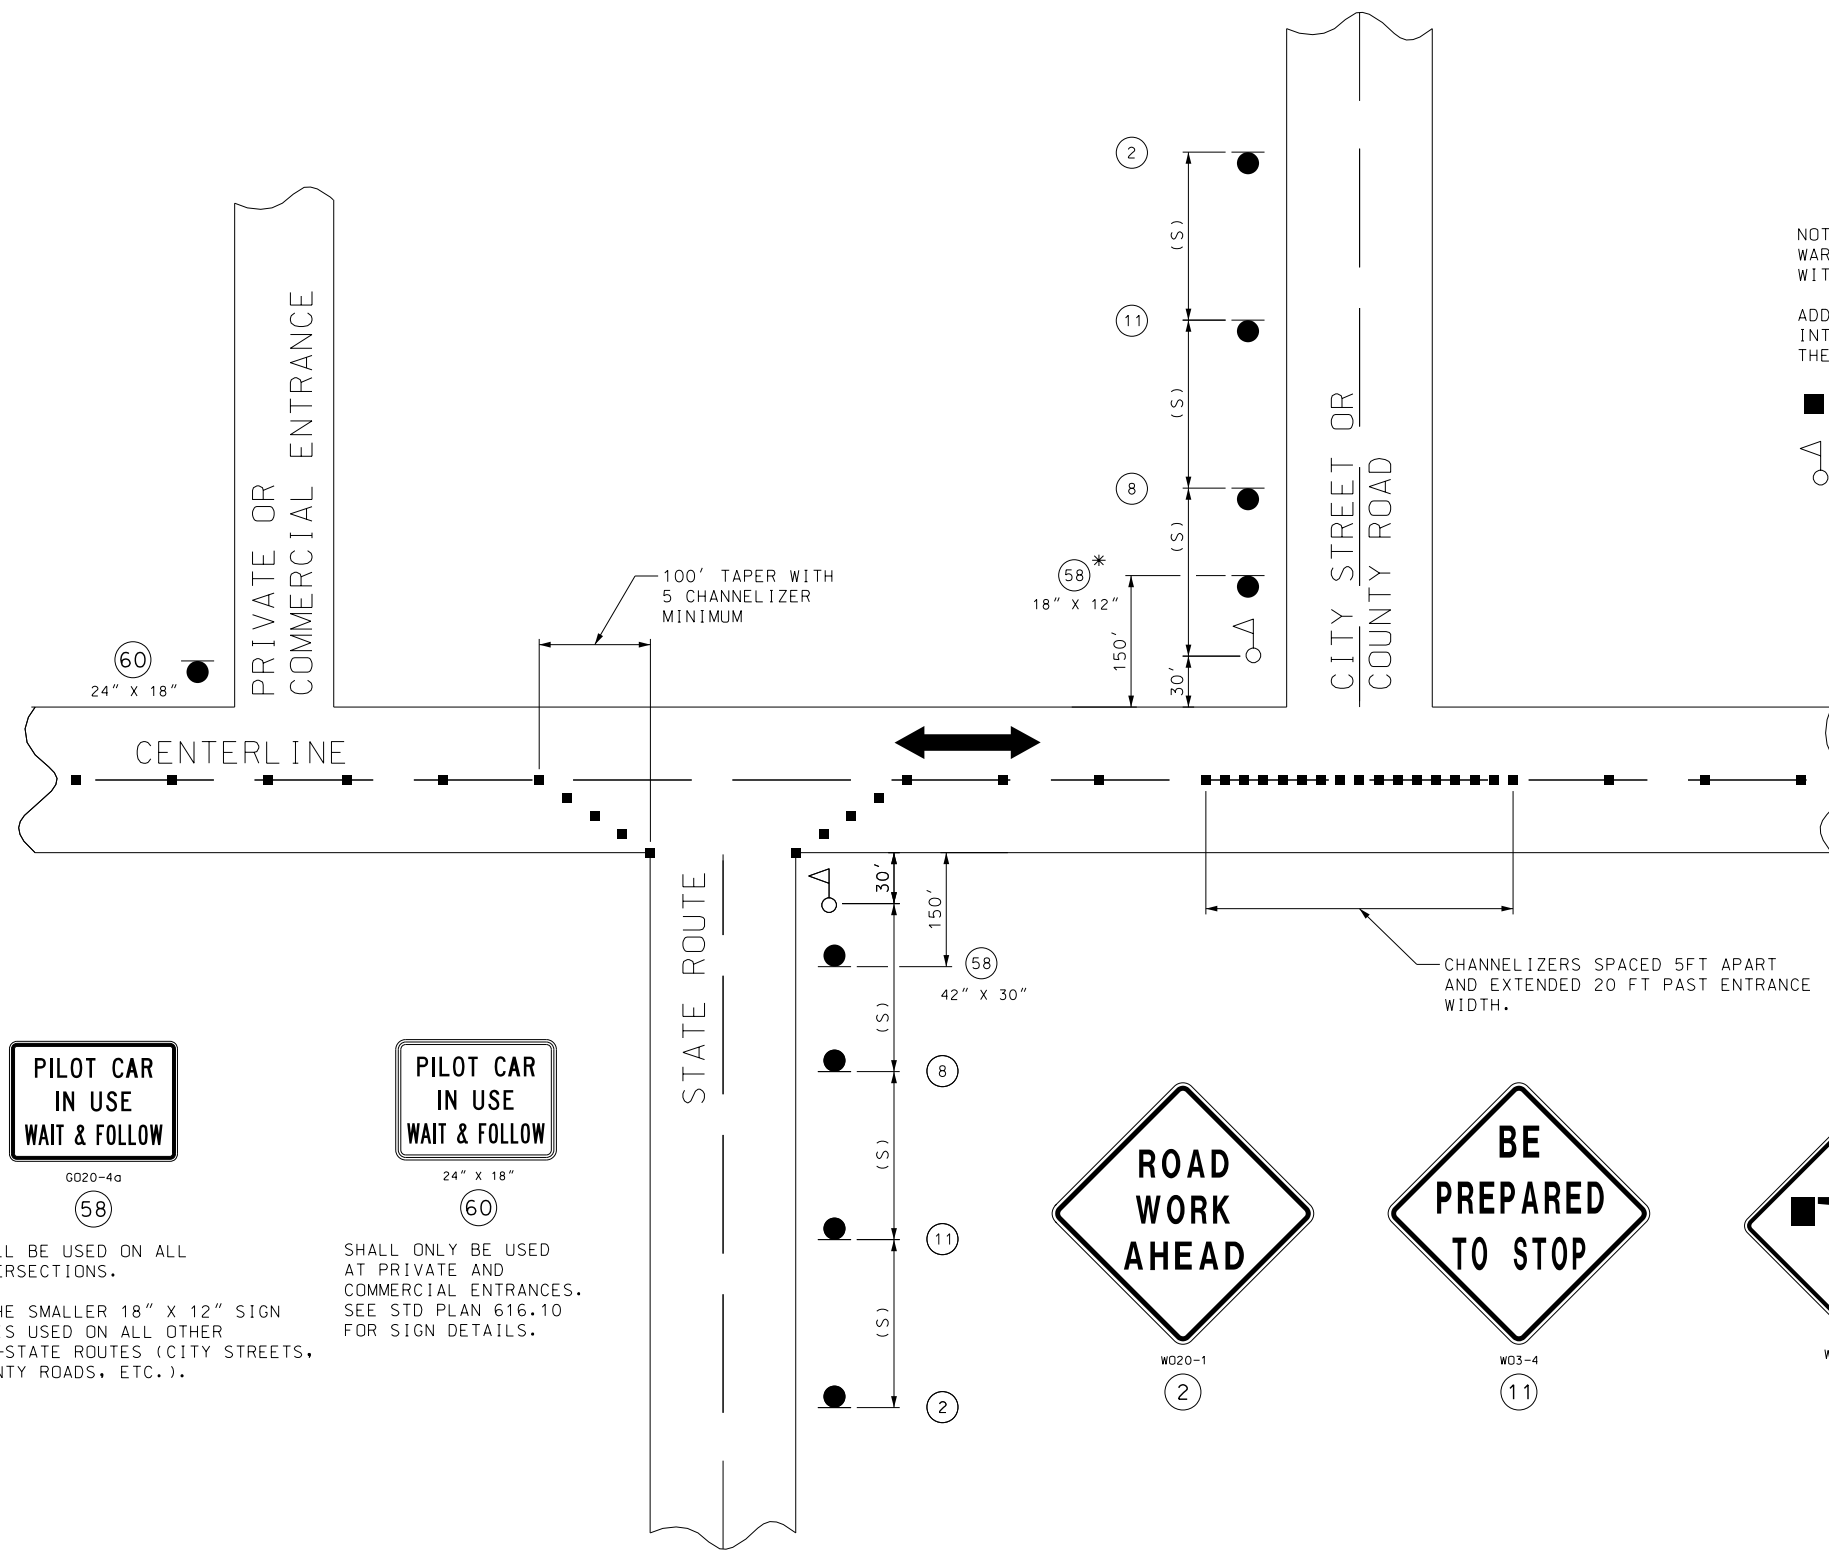 2
(S)
11
(S)
8
(S)
58 *
18" X 12"
150'
30'
CITY STREET OR
COUNTY ROAD
NOT
WAR
WIT
ADD
INT
THE
PRIVATE OR
COMMERCIAL ENTRANCE
60
24" X 18"
100' TAPER WITH
5 CHANNELIZER
MINIMUM
CENTERLINE
STATE ROUTE
30'
150'
58
42" X 30"
(S)
8
(S)
11
(S)
2
CHANNELIZERS SPACED 5FT APART
AND EXTENDED 20 FT PAST ENTRANCE
WIDTH.
PILOT CAR
IN USE
WAIT & FOLLOW
GO20-4a
58
LL BE USED ON ALL
ERSECTIONS.
HE SMALLER 18" X 12" SIGN
S USED ON ALL OTHER
-STATE ROUTES (CITY STREETS,
NTY ROADS, ETC.).
PILOT CAR
IN USE
WAIT & FOLLOW
24" X 18"
60
SHALL ONLY BE USED
AT PRIVATE AND
COMMERCIAL ENTRANCES.
SEE STD PLAN 616.10
FOR SIGN DETAILS.
ROAD
WORK
AHEAD
WO20-1
2
BE
PREPARED
TO STOP
WO3-4
11
W